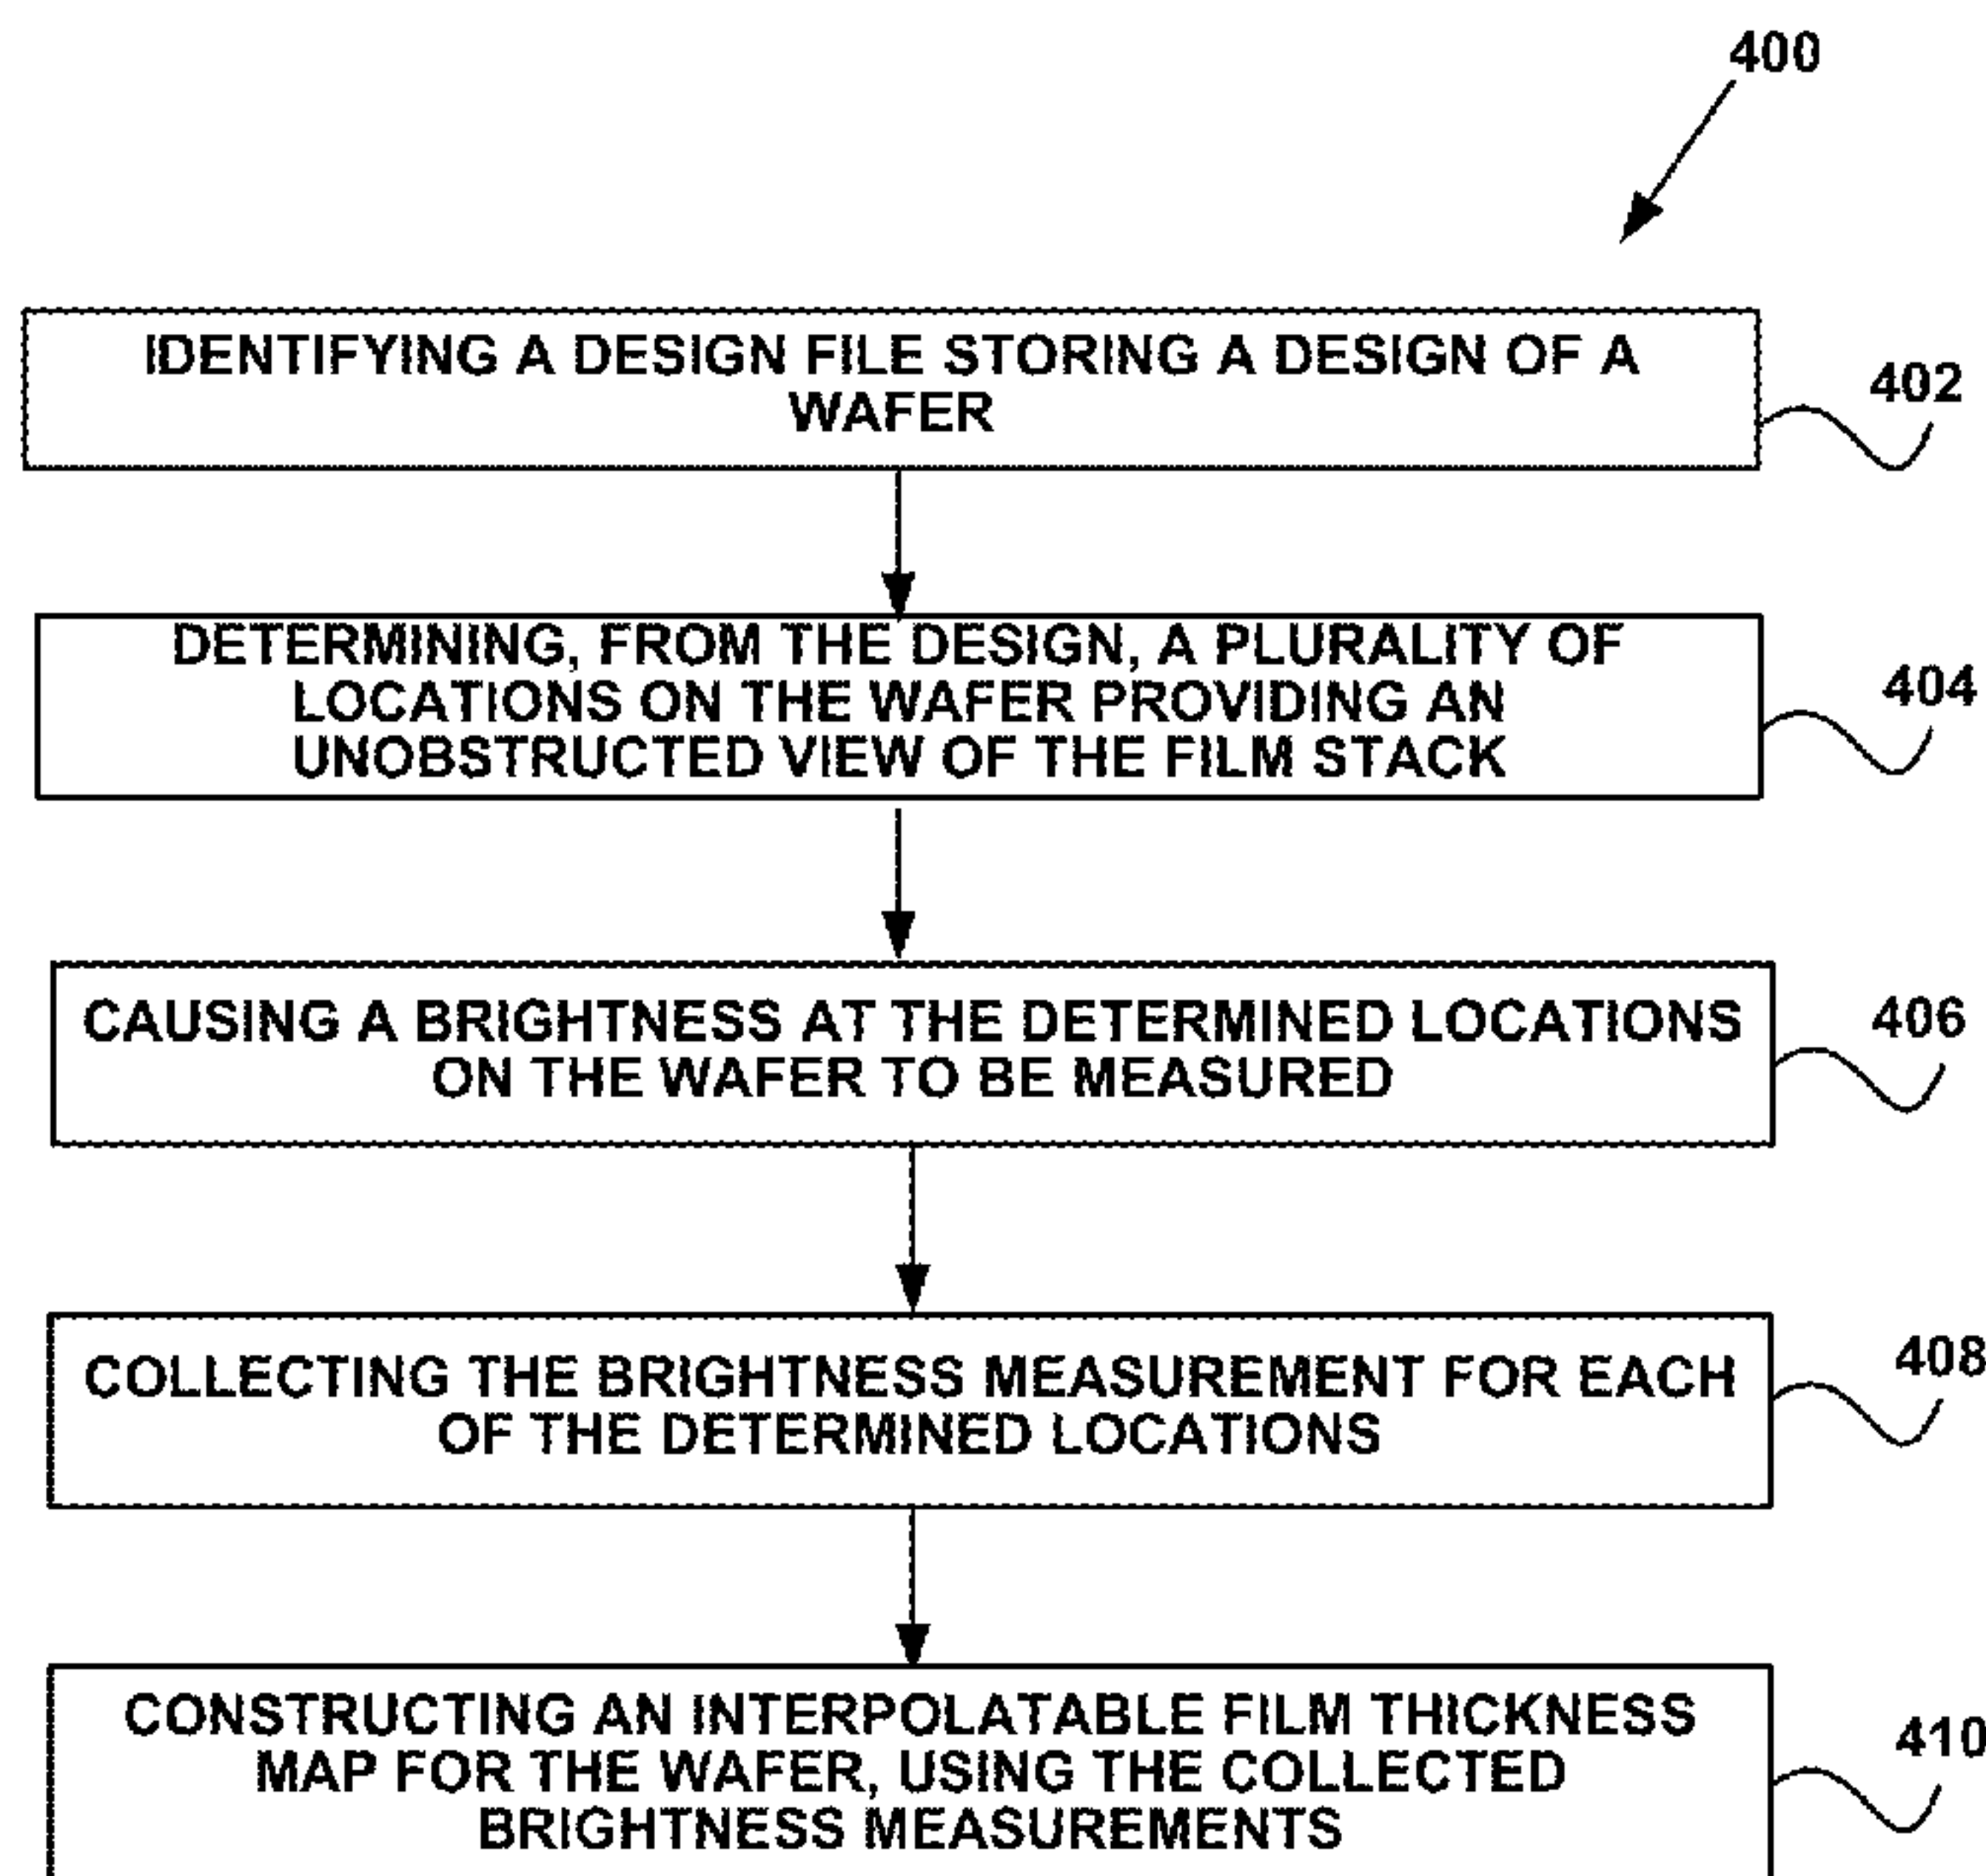 400
IDENTIFYING A DESIGN FILE STORING A DESIGN OF A
WAFER
402
DETERMINING, FROM THE DESIGN, A PLURALITY OF
LOCATIONS ON THE WAFER PROVIDING AN
UNOBSTRUCTED VIEW OF THE FILM STACK
404
CAUSING A BRIGHTNESS AT THE DETERMINED LOCATIONS
ON THE WAFER TO BE MEASURED
406
COLLECTING THE BRIGHTNESS MEASUREMENT FOR EACH
OF THE DETERMINED LOCATIONS
408
CONSTRUCTING AN INTERPOLATABLE FILM THICKNESS
MAP FOR THE WAFER, USING THE COLLECTED
BRIGHTNESS MEASUREMENTS
410